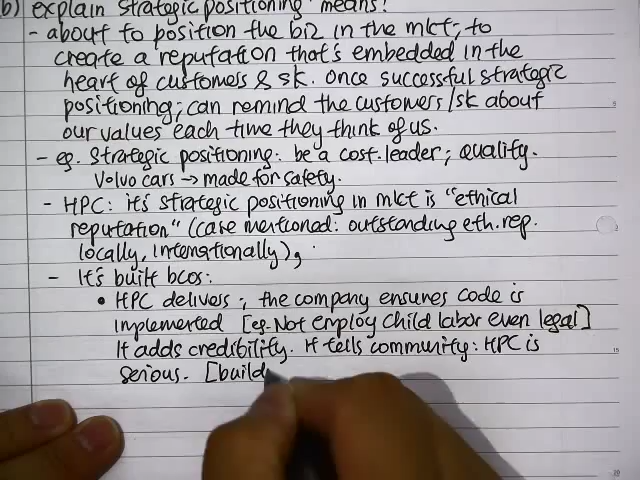 b) explain strategic positioning means?
- about to position the biz in the mkt; to
create a reputation that's embedded in the
heart of customers & sk. Once successful strategic
positioning; can remind the customers/sk about
our values each time they think of us.
- eg. Strategic positioning: be a cost-leader; quality.
Volvo cars → made for safety.
- HPC: it's strategic positioning in mkt is "ethical
reputation" (case mentioned: outstanding eth.rep.
locally, internationally),
- It's built bcos:
• HPC delivers; the company ensures code is
implemented [eg. Not employ child labor even legal]
It adds credibility. It tells community: HPC is
serious. [build